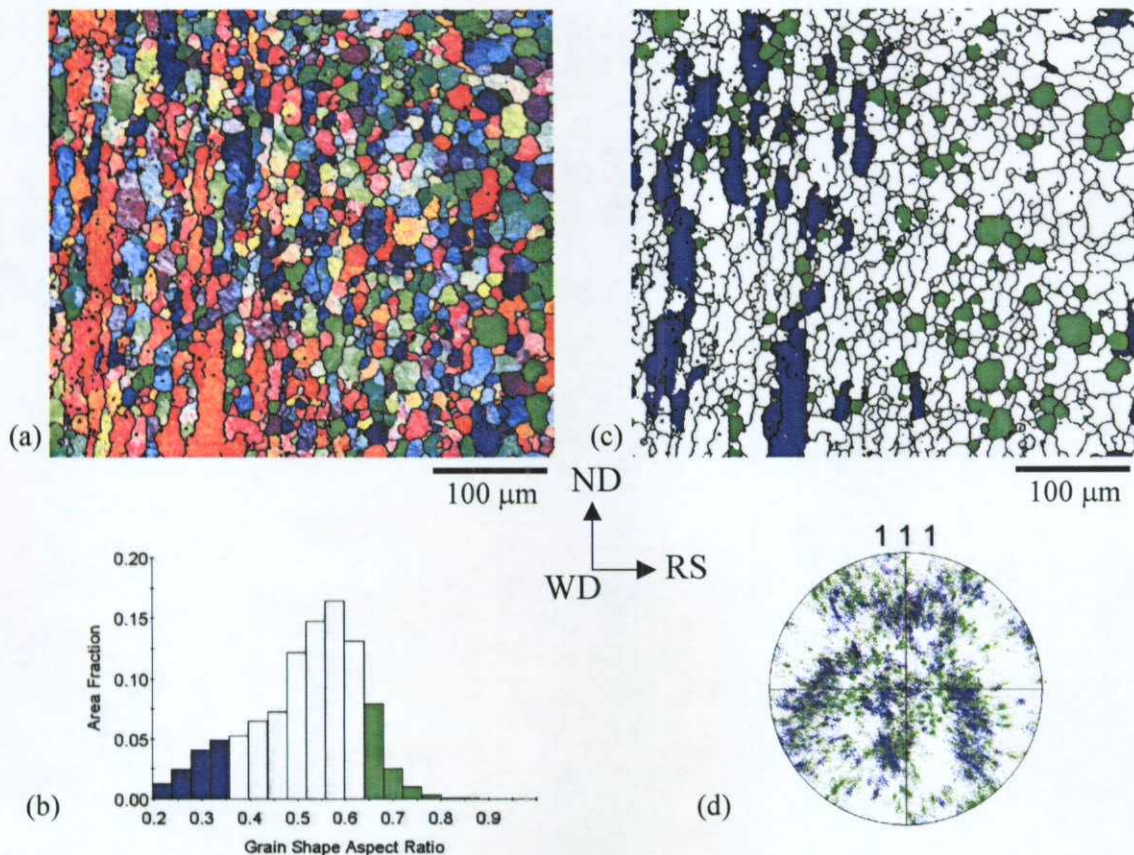 (a)
(c)
100 μm
ND
WD
RS
100 μm
1 1 1
0.20
0.15
0.10
0.05
0.00
Area Fraction
0.2 0.3 0.4 0.5 0.6 0.7 0.8 0.9
Grain Shape Aspect Ratio
(b)
(d)